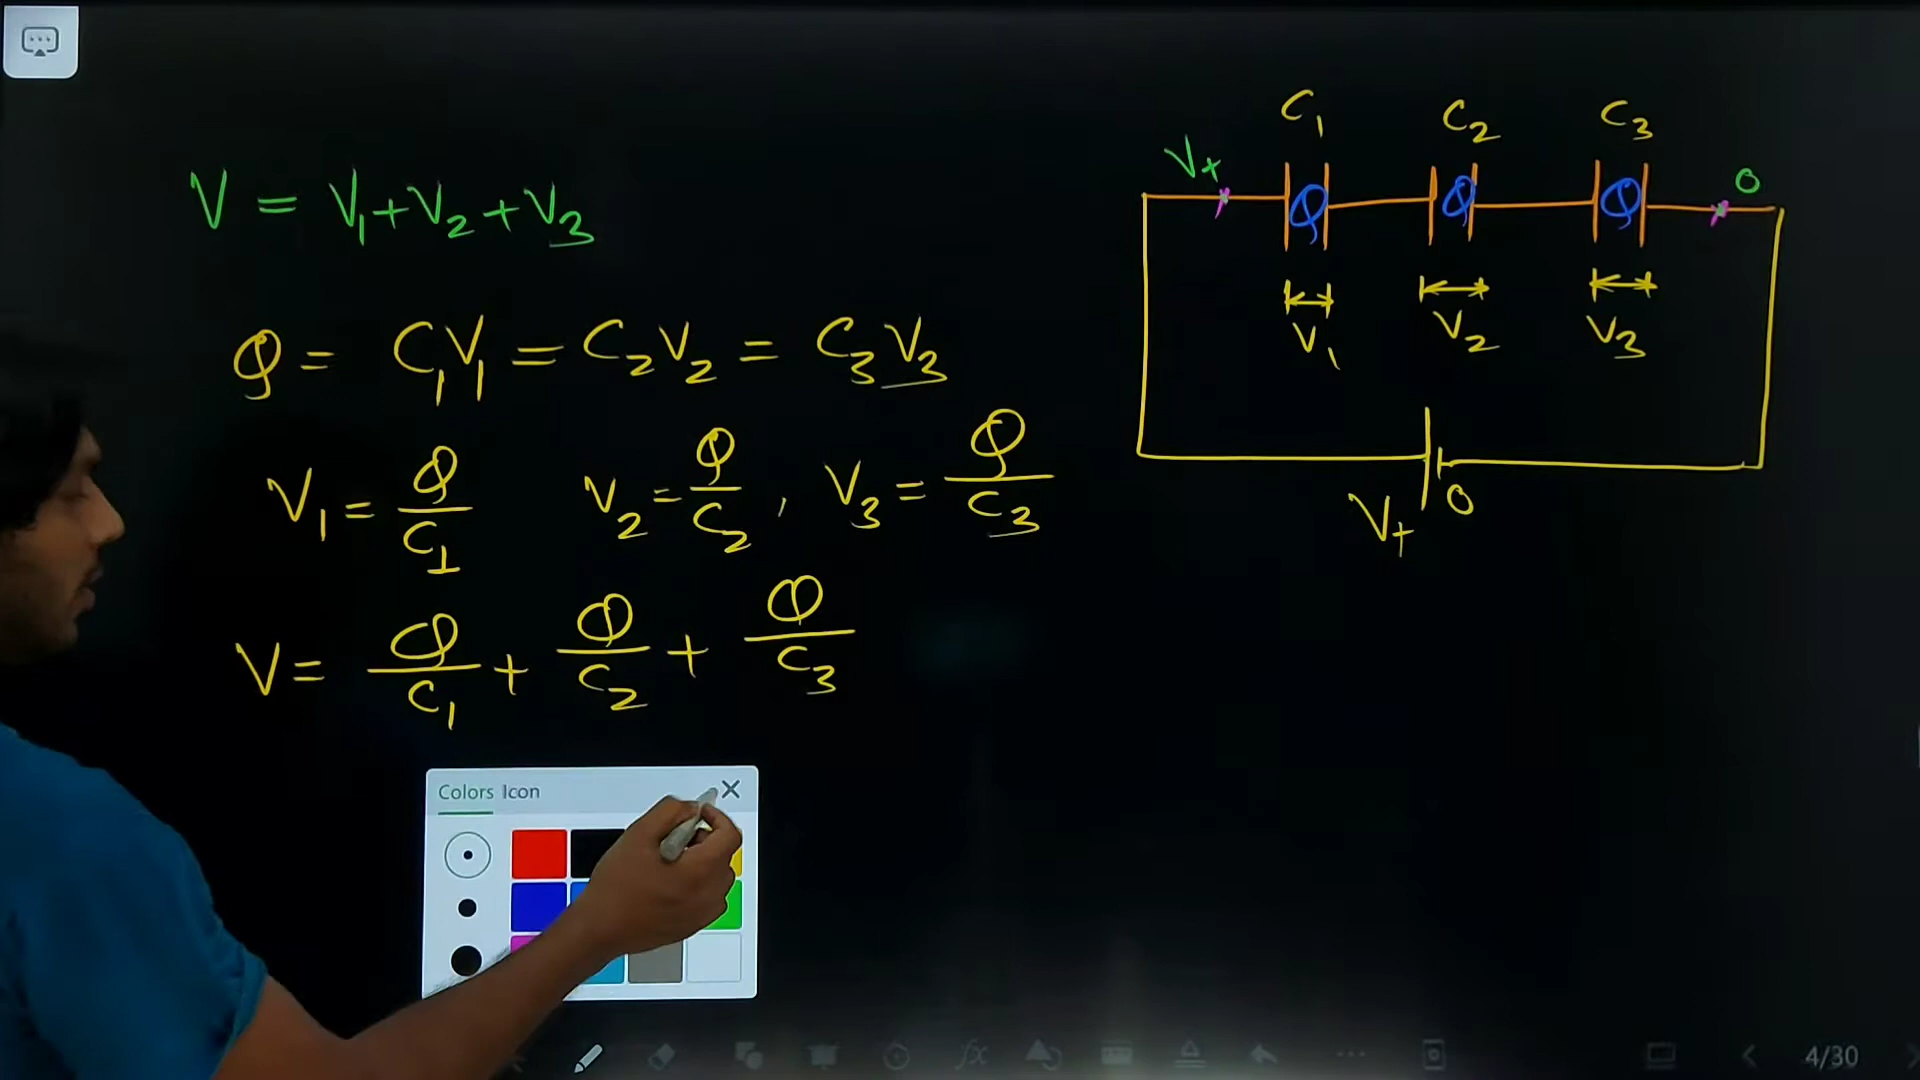 C₁ C₂ C₃
V+ 0
Q Q Q
V = V₁+V₂+V₃
V₁ V₂ V₃
Q = C₁V₁ = C₂V₂ = C₃V₃
V₁ = Q/C₁ V₂ = Q/C₂ , V₃ = Q/C₃
V+ 0
V = Q/C₁ + Q/C₂ + Q/C₃
Colors Icon
fx
4/30